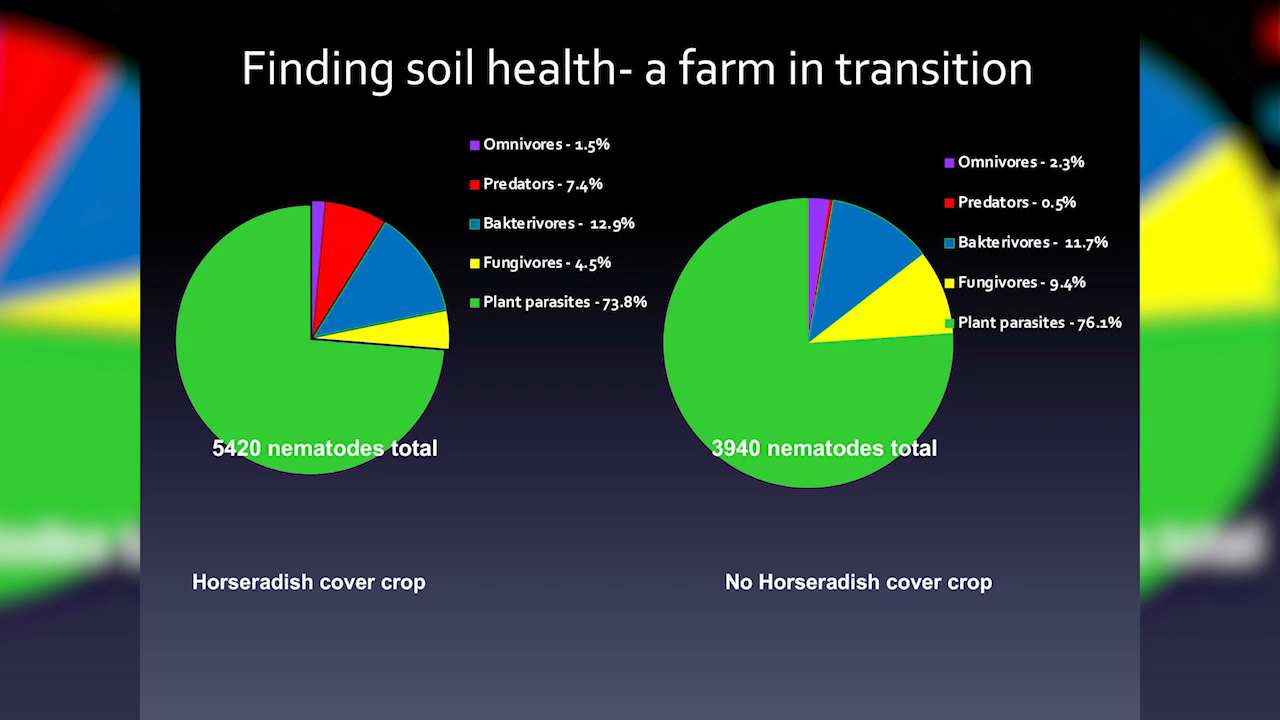 Finding soil health- a farm in transition
Omnivores - 1.5%
Predators - 7.4%
Bakterivores - 12.9%
Fungivores - 4.5%
Plant parasites - 73.8%
5420 nematodes total
Horseradish cover crop
Omnivores - 2.3%
Predators - 0.5%
Bakterivores - 11.7%
Fungivores - 9.4%
Plant parasites - 76.1%
3940 nematodes total
No Horseradish cover crop